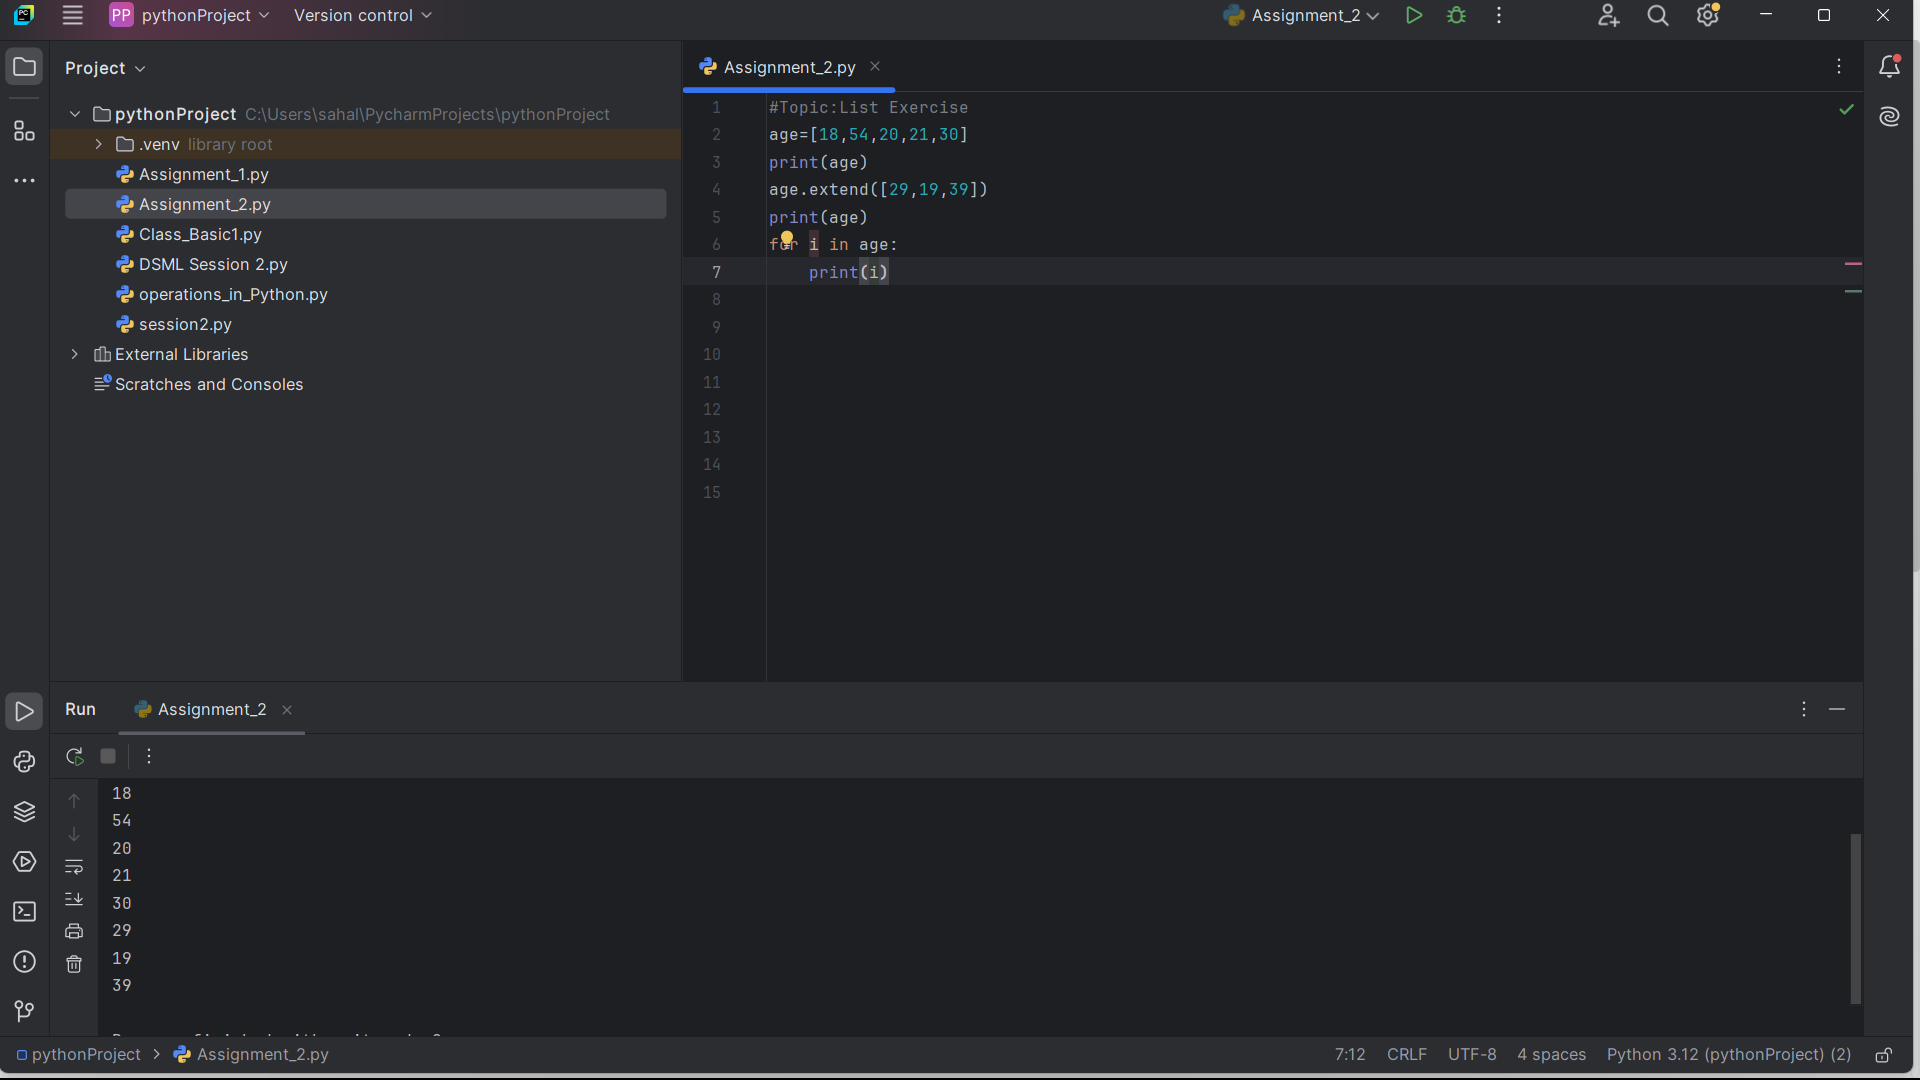 PP pythonProject Version control Assignment_2
Project
Assignment_2.py
pythonProject C:\Users\sahal\PycharmProjects\pythonProject
.venv library root
Assignment_1.py
Assignment_2.py
Class_Basic1.py
DSML Session 2.py
operations_in_Python.py
session2.py
External Libraries
Scratches and Consoles
1 #Topic:List Exercise
2 age=[18,54,20,21,30]
3 print(age)
4 age.extend([29,19,39])
5 print(age)
6 for i in age:
7 print(i)
8
9
10
11
12
13
14
15
Run Assignment_2
18
54
20
21
30
29
19
39
pythonProject > Assignment_2.py 7:12 CRLF UTF-8 4 spaces Python 3.12 (pythonProject) (2)